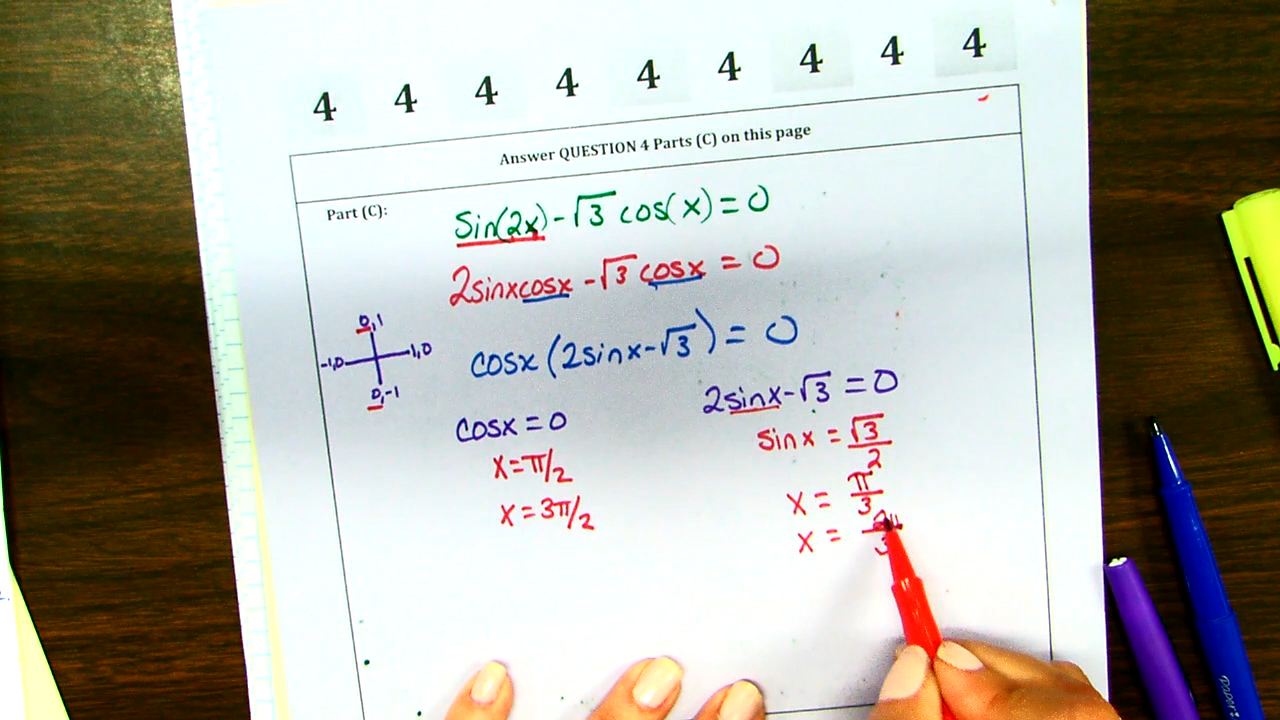 4 4 4 4 4 4 4 4 4
Answer QUESTION 4 Parts (C) on this page
Part (C):
Sin(2x) - √3 cos(x) = 0
2sinxcosx - √3 cosx = 0
0,1
-1,0 1,0
0,-1
cosx (2sinx - √3) = 0
cosx = 0
x = π/2
x = 3π/2
2sinx - √3 = 0
sinx = √3/2
x = π/3
x =